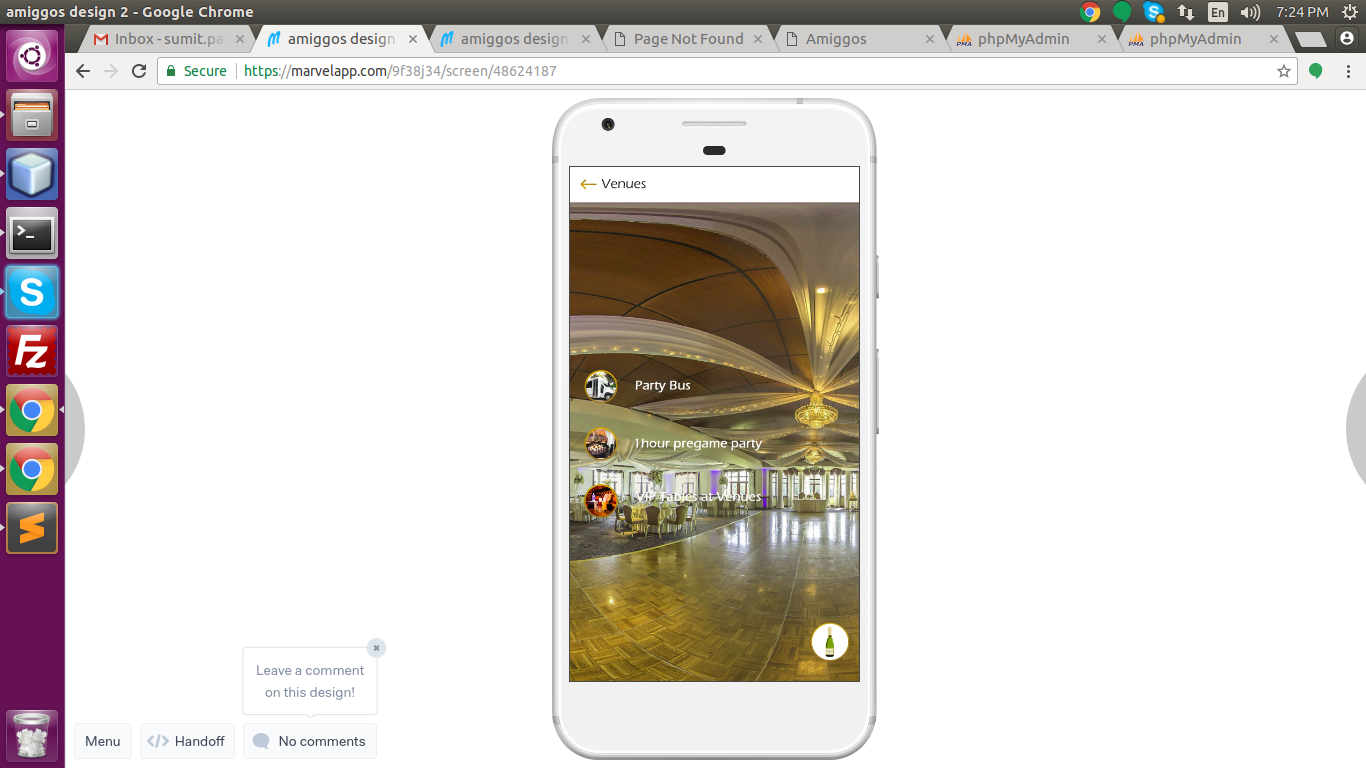 amiggos design 2 - Google Chrome
En
7:24 PM
Inbox - sumit.pa
amiggos design
amiggos design
Page Not Found
Amiggos
phpMyAdmin
phpMyAdmin
Secure
https://marvelapp.com/9f38j34/screen/48624187
Venues
Party Bus
1hour pregame party
VIP Tables at Venues
Leave a comment
on this design!
Menu
Handoff
No comments